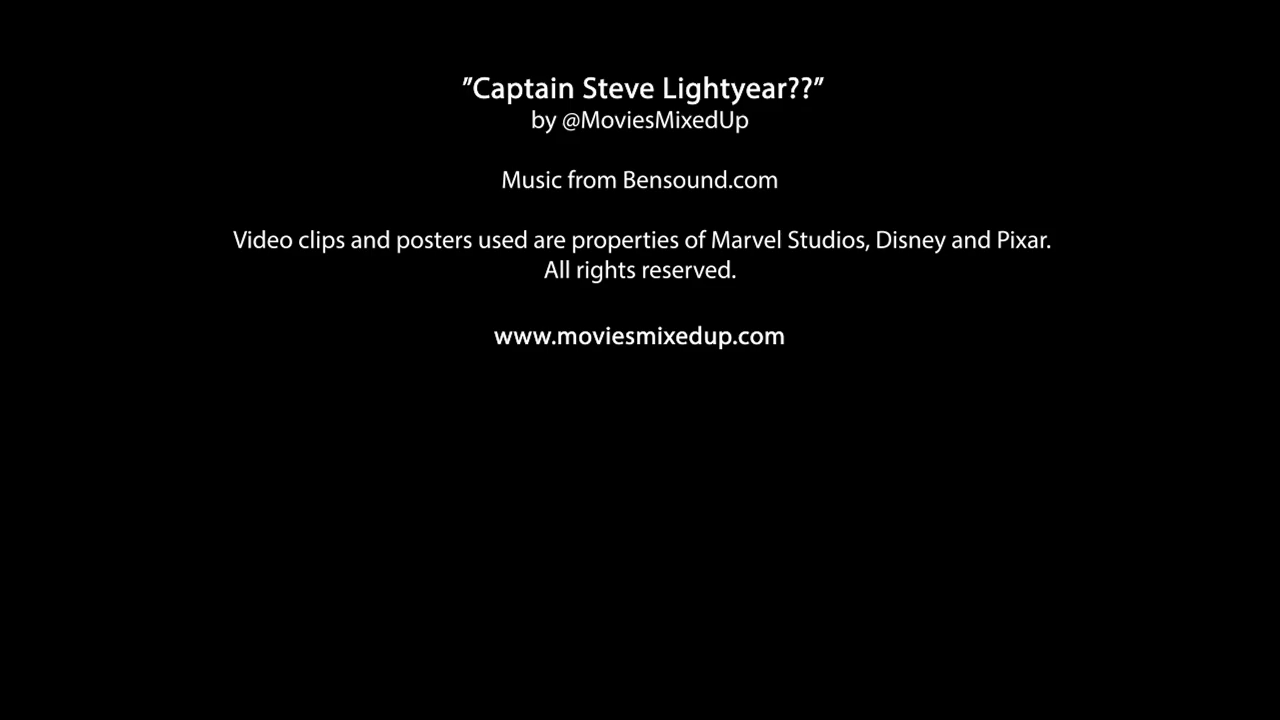 ”Captain Steve Lightyear??”
by @MoviesMixedUp
Music from Bensound.com
Video clips and posters used are properties of Marvel Studios, Disney and Pixar.
All rights reserved.
www.moviesmixedup.com